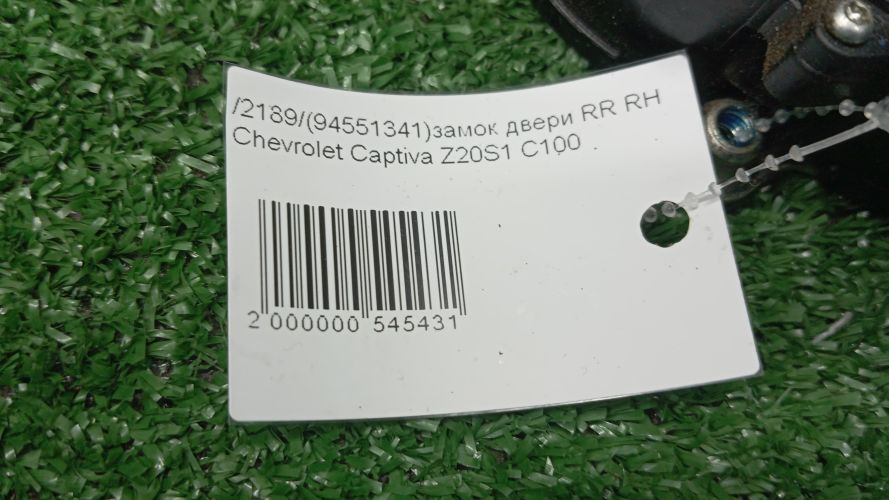 /2189/(94551341)замок двери RR RH
Chevrolet Captiva Z20S1 C100
2 000000 545431